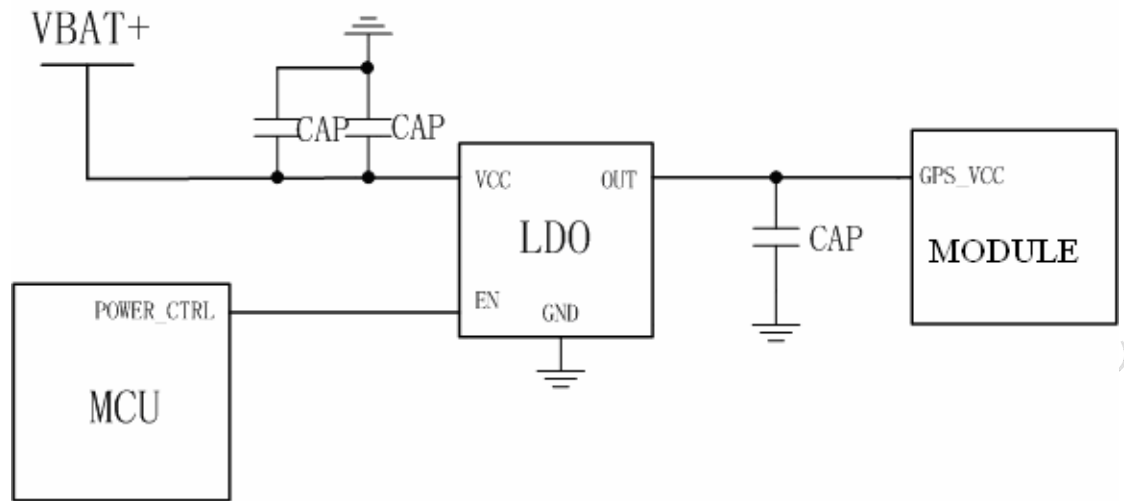 VBAT+
CAP
CAP
VCC
OUT
GPS_VCC
LDO
CAP
MODULE
POWER_CTRL
EN
GND
MCU